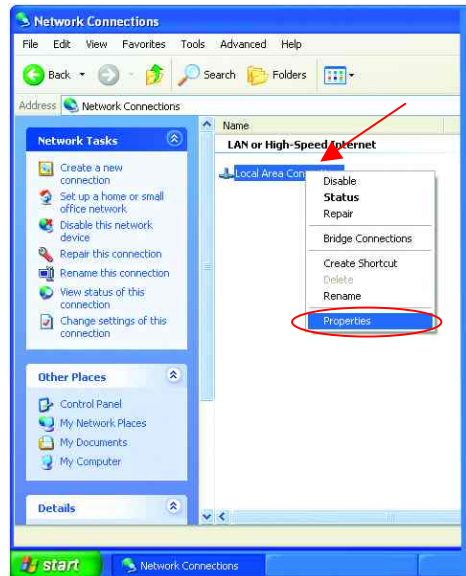 Network Connections
File Edit View Favorites Tools Advanced Help
Back Search Folders
Address Network Connections
Network Tasks
Create a new
connection
Set up a home or small
office network
Disable this network
device
Repair this connection
Rename this connection
View status of this
connection
Change settings of this
connection
Other Places
Control Panel
My Network Places
My Documents
My Computer
Details
Name
LAN or High-Speed Internet
Local Area
Disable
Status
Repair
Bridge Connections
Create Shortcut
Delete
Rename
Properties
start Network Connections